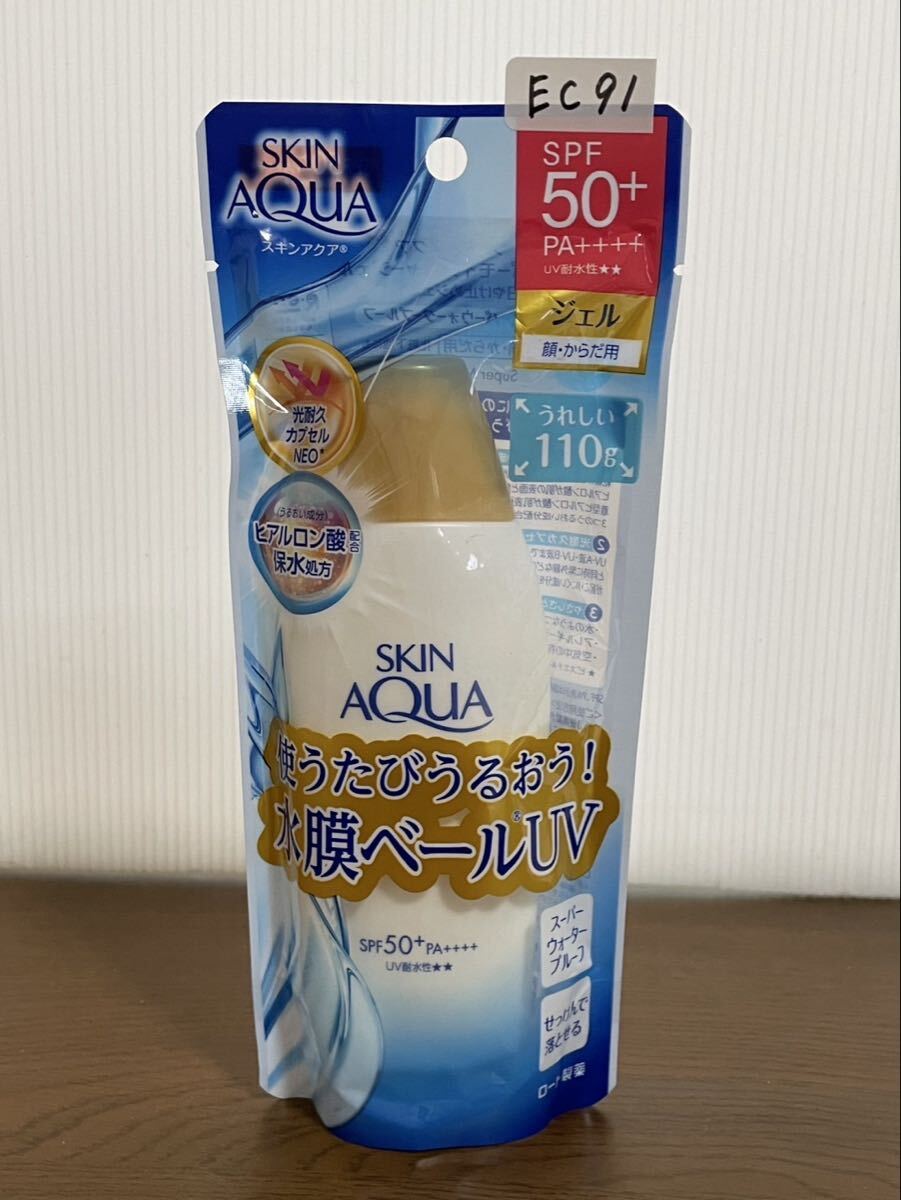 EC91
SKIN
AQUA
スキンアクア®
SPF
50+
PA++++
UV耐水性★★
ジェル
顔・からだ用
うれしい
110g
光耐久
カプセル
NEO*
(うるおい成分)
ヒアルロン酸配合
保水処方
SKIN
AQUA
使うたびうるおう!
水膜ベール®UV
SPF50+PA++++
UV耐水性★★
スーパー
ウォーター
プルーフ
せっけんで
落とせる
ロート製薬